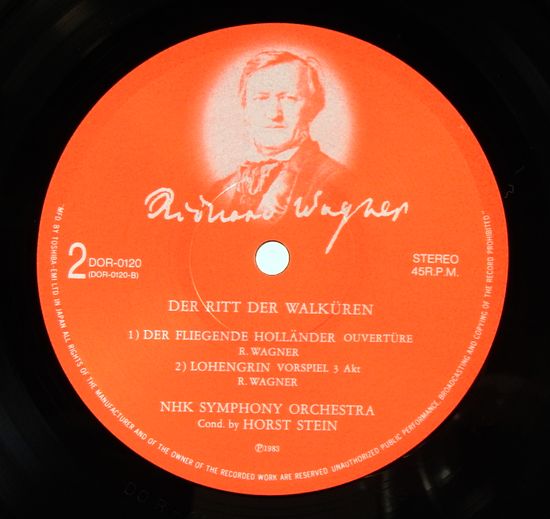 Richard Wagner
2 DOR-0120
(DOR-0120-B)
STEREO
45R.P.M.
DER RITT DER WALKÜREN
1) DER FLIEGENDE HOLLÄNDER OUVERTÜRE
R. WAGNER
2) LOHENGRIN VORSPIEL 3 Akt
R. WAGNER
NHK SYMPHONY ORCHESTRA
Cond. by HORST STEIN
Ⓟ1983
"MFD BY TOSHIBA-EMI LTD IN JAPAN ALL RIGHTS OF THE MANUFACTURER AND OF THE OWNER OF THE RECORDED WORK ARE RESERVED. UNAUTHORIZED PUBLIC PERFORMANCE, BROADCASTING AND COPYING OF THE RECORD PROHIBITED."